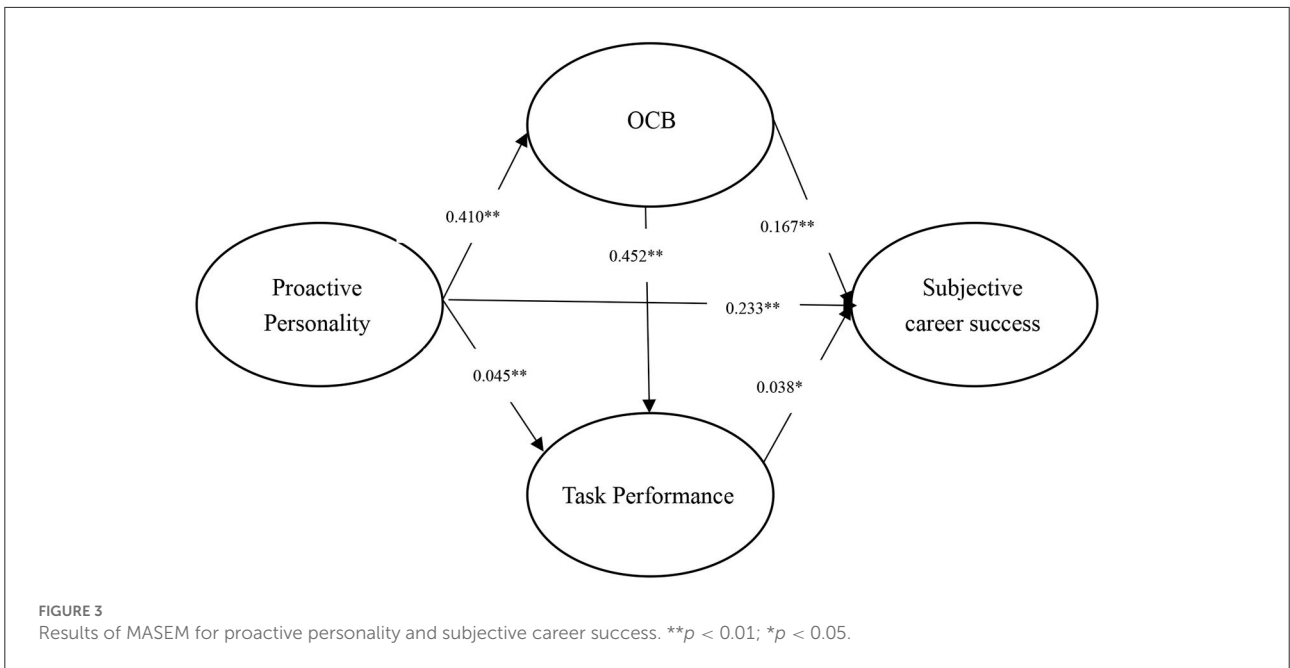 OCB
0.410**
0.167**
0.452**
Proactive
Personality
0.233**
Subjective
career success
0.045**
0.038*
Task Performance
FIGURE 3
Results of MASEM for proactive personality and subjective career success. **p < 0.01; *p < 0.05.